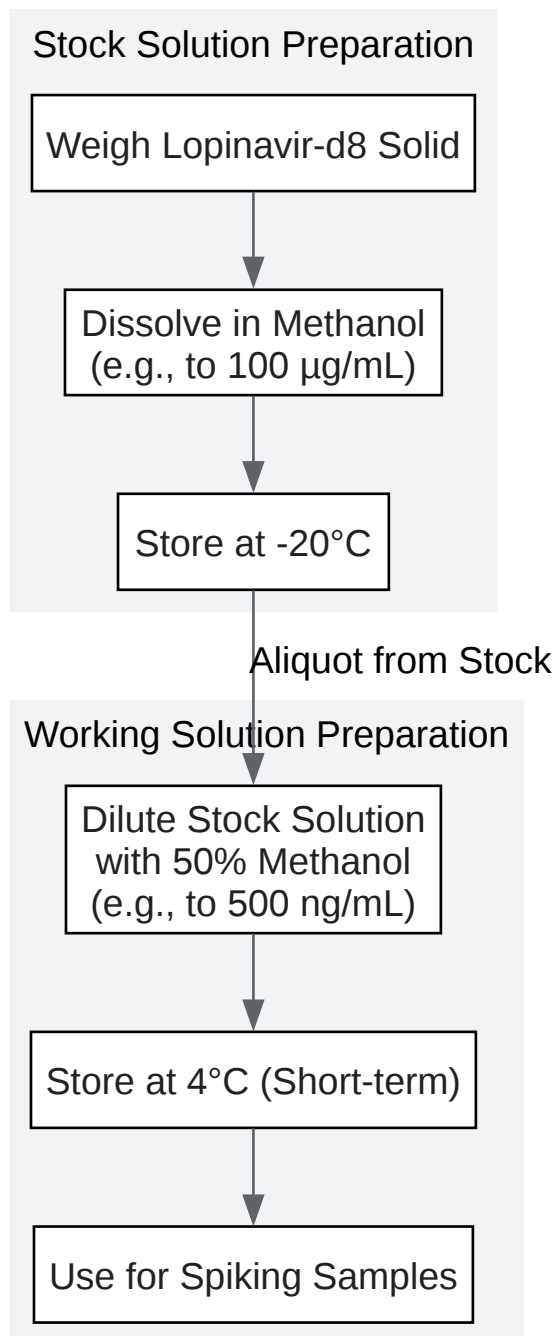 Stock Solution Preparation
Weigh Lopinavir-d8 Solid
Dissolve in Methanol
(e.g., to 100 µg/mL)
Store at -20°C
Aliquot from Stock
Working Solution Preparation
Dilute Stock Solution
with 50% Methanol
(e.g., to 500 ng/mL)
Store at 4°C (Short-term)
Use for Spiking Samples